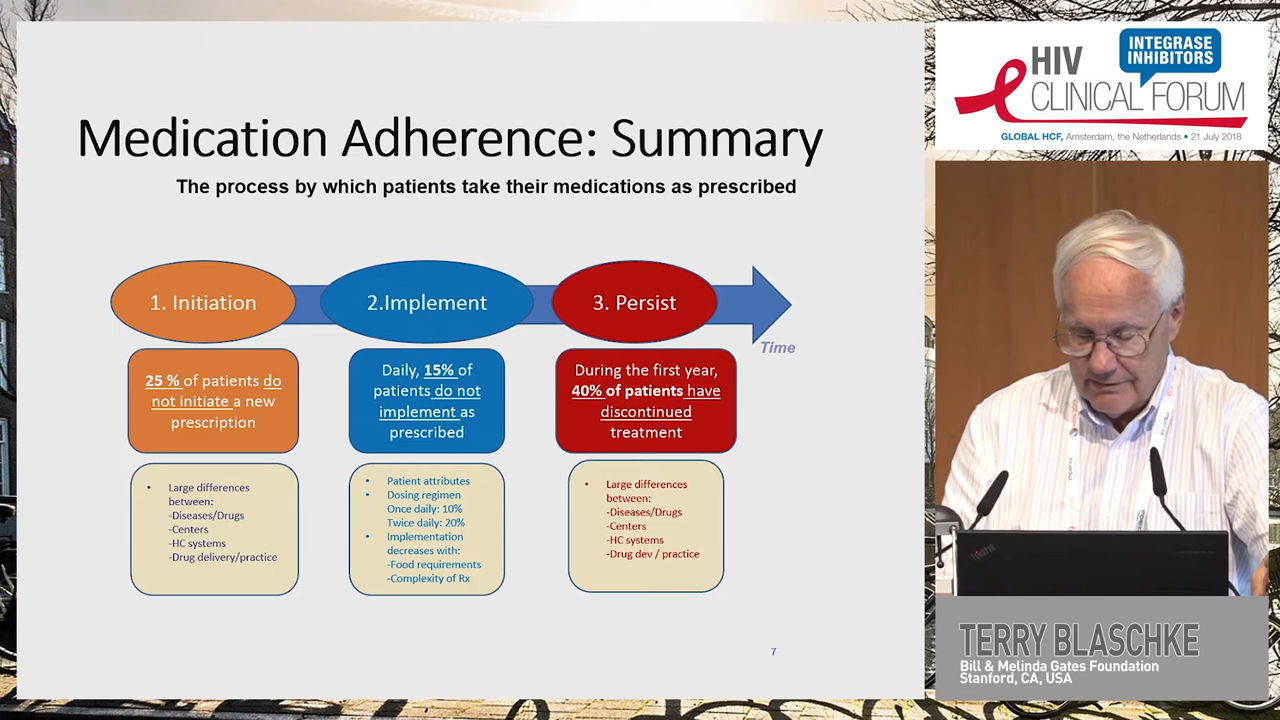 Medication Adherence: Summary
The process by which patients take their medications as prescribed
1. Initiation
2.Implement
3. Persist
Time
25 % of patients do
not initiate a new
prescription
Daily, 15% of
patients do not
implement as
prescribed
During the first year,
40% of patients have
discontinued
treatment
• Large differences
between:
-Diseases/Drugs
-Centers
-HC systems
-Drug delivery/practice
• Patient attributes
• Dosing regimen
Once daily: 10%
Twice daily: 20%
• Implementation
decreases with:
-Food requirements
-Complexity of Rx
• Large differences
between:
-Diseases/Drugs
-Centers
-HC systems
-Drug dev / practice
7
INTEGRASE
INHIBITORS
HIV
CLINICAL FORUM
GLOBAL HCF, Amsterdam, the Netherlands • 21 July 2018
ThinkPad
TERRY BLASCHKE
Bill & Melinda Gates Foundation
Stanford, CA, USA